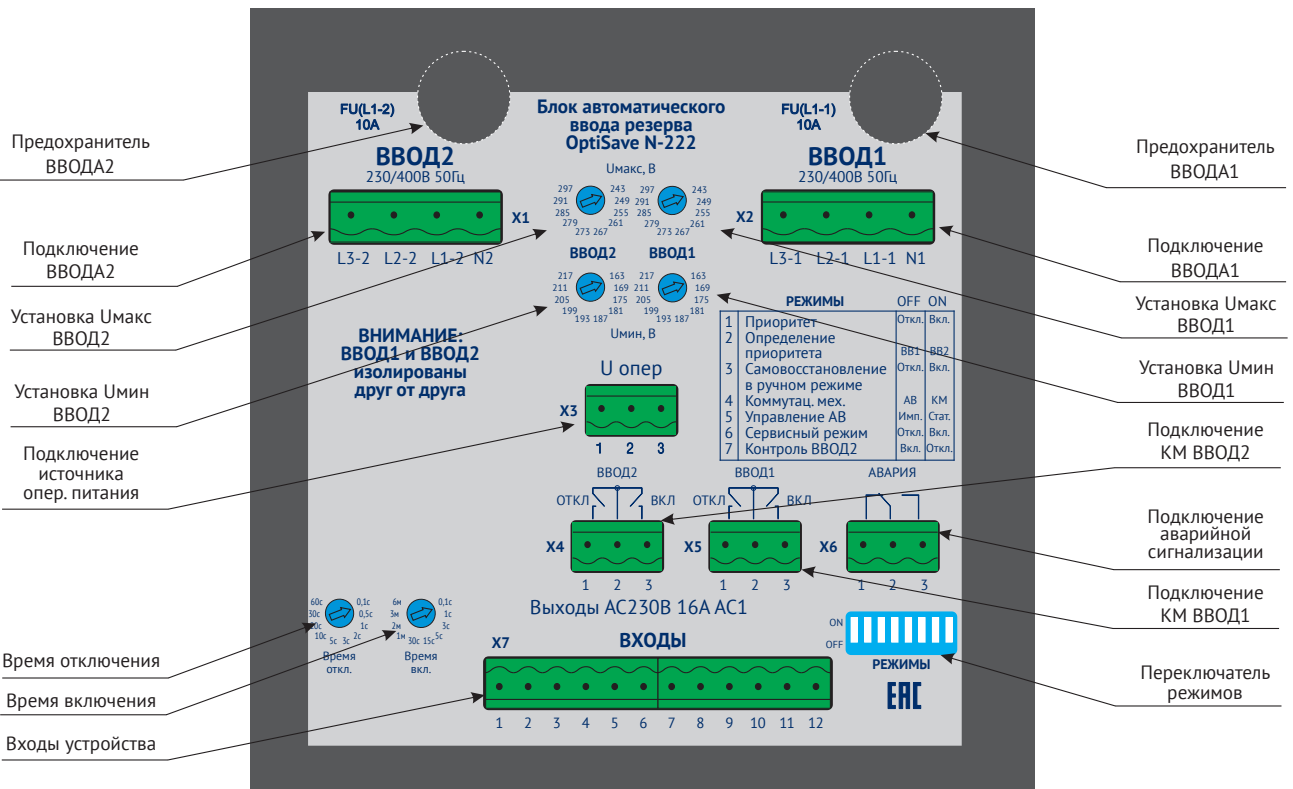 Предохранитель
ВВОДА2
Подключение
ВВОДА2
Установка Uмакс
ВВОД2
Установка Uмин
ВВОД2
Подключение
источника
опер. питания
Время отключения
Время включения
Входы устройства
FU(L1-2)
10A
ВВОД2
230/400В 50Гц
X1
L3-2 L2-2 L1-2 N2
Блок автоматического
ввода резерва
OptiSave N-222
Uмакс, В
297 243 297 243
291 249 291 249
285 255 285 255
279 261 279 261
273 267 273 267
ВВОД2 ВВОД1
217 163 217 163
211 169 211 169
205 175 205 175
199 181 199 181
193 187 193 187
Uмин, В
FU(L1-1)
10A
ВВОД1
230/400В 50Гц
X2
L3-1 L2-1 L1-1 N1
ВНИМАНИЕ:
ВВОД1 и ВВОД2
изолированы
друг от друга
U опер
X3
1 2 3
РЕЖИМЫ OFF ON
1 Приоритет Откл. Вкл.
2 Определение
приоритета ВВ1 ВВ2
3 Самовосстановление Откл. Вкл.
в ручном режиме
4 Коммутац. мех. АВ КМ
5 Управление АВ Имп. Стат.
6 Сервисный режим Откл. Вкл.
7 Контроль ВВОД2 Вкл. Откл.
ВВОД2 ВВОД1 АВАРИЯ
ОТКЛ ВКЛ ОТКЛ ВКЛ
X4 X5 X6
1 2 3 1 2 3 1 2 3
Выходы AC230В 16А АС1
60с 0,1с
30с 0,5с
20с 1с
10с 5с 3с 2с
Время
откл.
6м 0,1с
3м 1с
2м 3с
1м 30с 15с 5с
Время
вкл.
X7 ВХОДЫ
1 2 3 4 5 6 7 8 9 10 11 12
ON
OFF
РЕЖИМЫ
ЕАС
Предохранитель
ВВОДА1
Подключение
ВВОДА1
Установка Uмакс
ВВОД1
Установка Uмин
ВВОД1
Подключение
КМ ВВОД2
Подключение
аварийной
сигнализации
Подключение
КМ ВВОД1
Переключатель
режимов